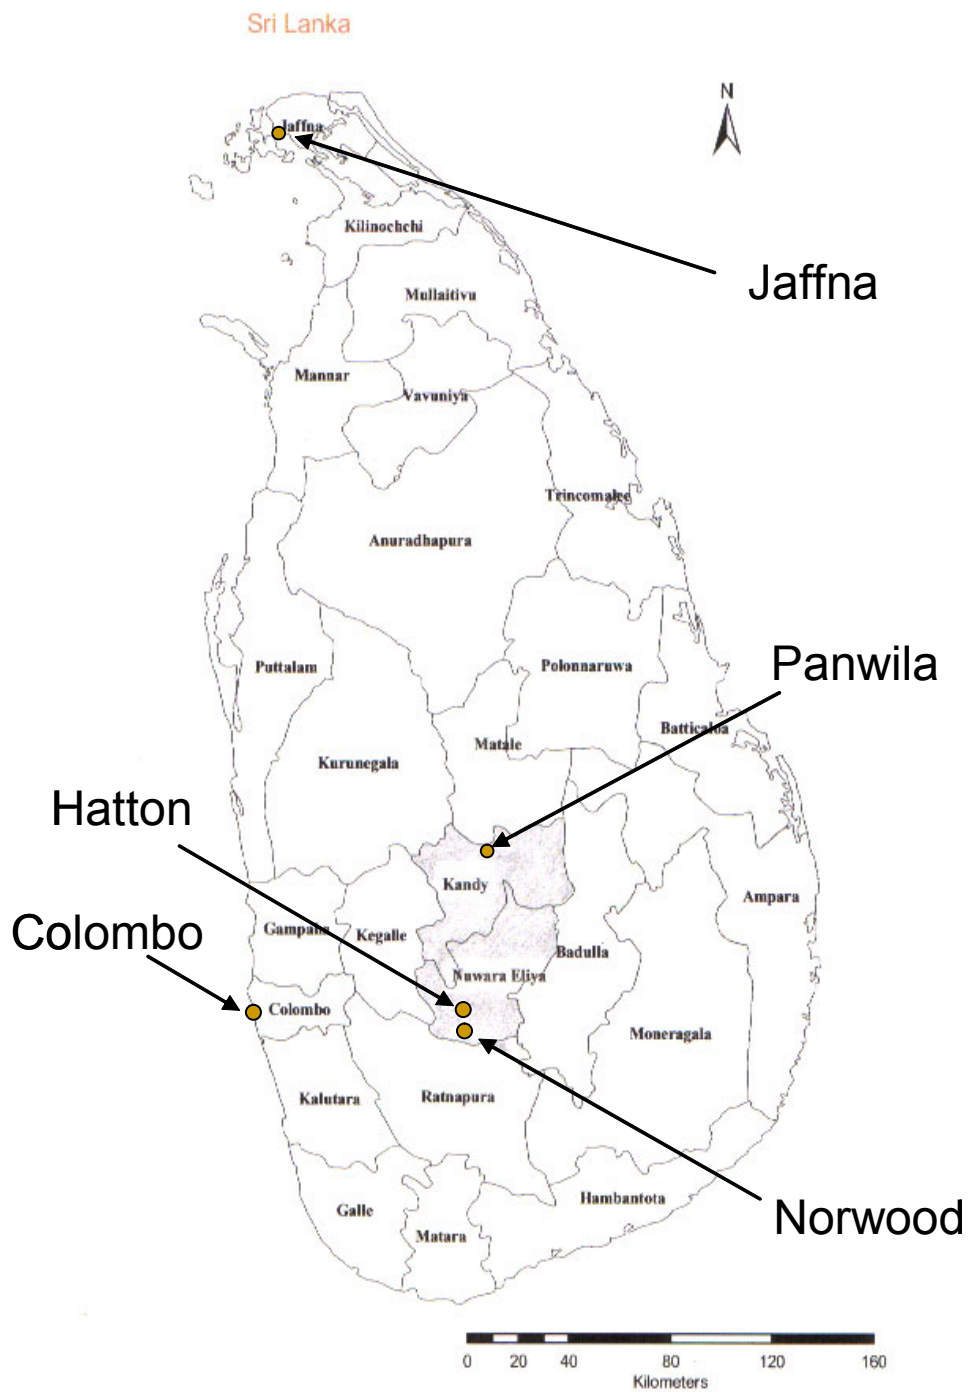 Sri Lanka
N
Jaffna
Jaffna
Kilinochchi
Jaffna
Mullaitivu
Mannar
Vavuniya
Trincomalee
Anuradhapura
Puttalam
Polonnaruwa
Panwila
Batticaloa
Matale
Kurunegala
Hatton
Kandy
Ampara
Colombo
Gampaha
Kegalle
Badulla
Nuwara Eliya
Colombo
Moneragala
Kalutara
Ratnapura
Hambantota
Galle
Norwood
Matara
0 20 40 80 120 160
Kilometers